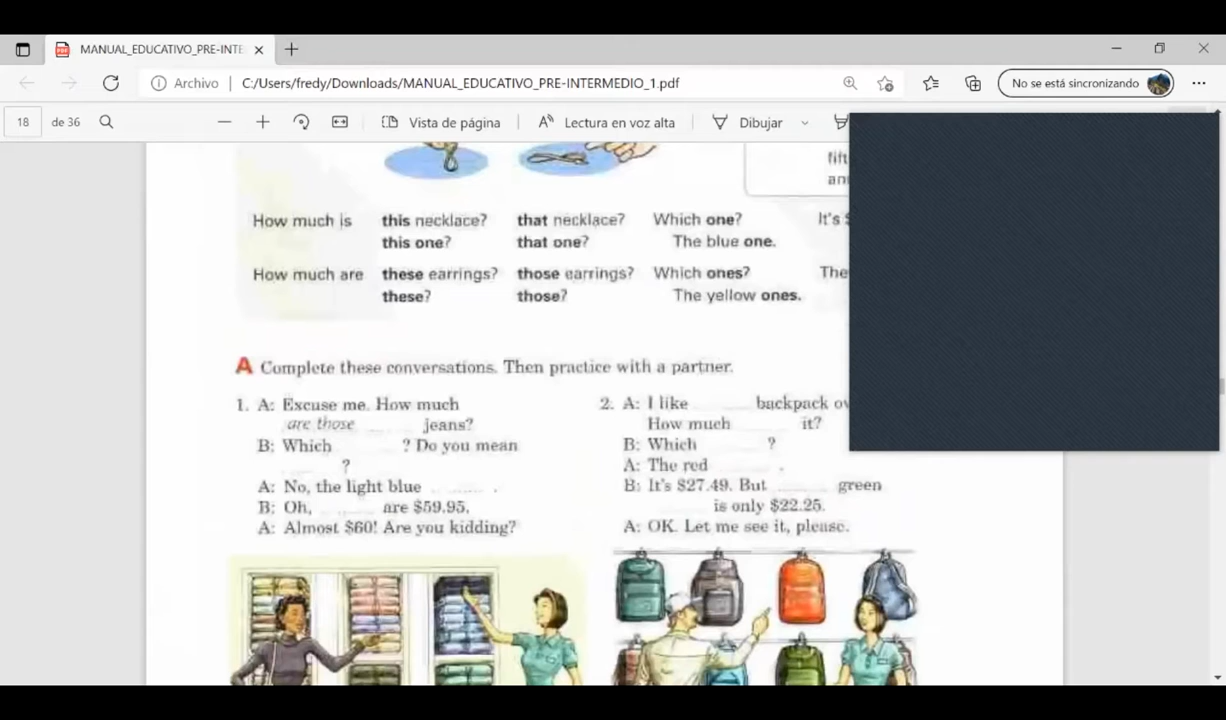 MANUAL_EDUCATIVO_PRE-INTE
Archivo C:/Users/fredy/Downloads/MANUAL_EDUCATIVO_PRE-INTERMEDIO_1.pdf No se está sincronizando
18 de 36 Vista de página Lectura en voz alta Dibujar
How much is this necklace? that necklace? Which one? It's
this one? that one? The blue one.
How much are these earrings? those earrings? Which ones? The
these? those? The yellow ones.
A Complete these conversations. Then practice with a partner.
1. A: Excuse me. How much
are those jeans?
B: Which ? Do you mean
?
A: No, the light blue .
B: Oh, are $59.95.
A: Almost $60! Are you kidding?
2. A: I like backpack ov
How much it?
B: Which ?
A: The red .
B: It's $27.49. But green
is only $22.25.
A: OK. Let me see it, please.